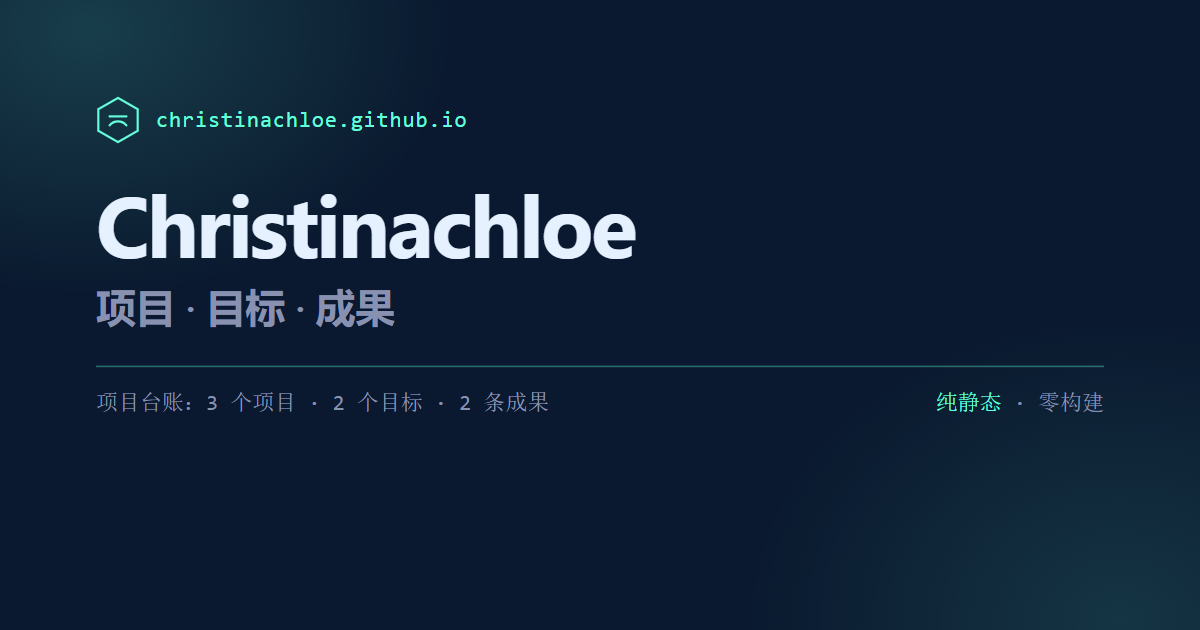 christinachloe.github.io
Christinachloe
项目 · 目标 · 成果
项目台账: 3 个项目 · 2 个目标 · 2 条成果
纯静态 · 零构建